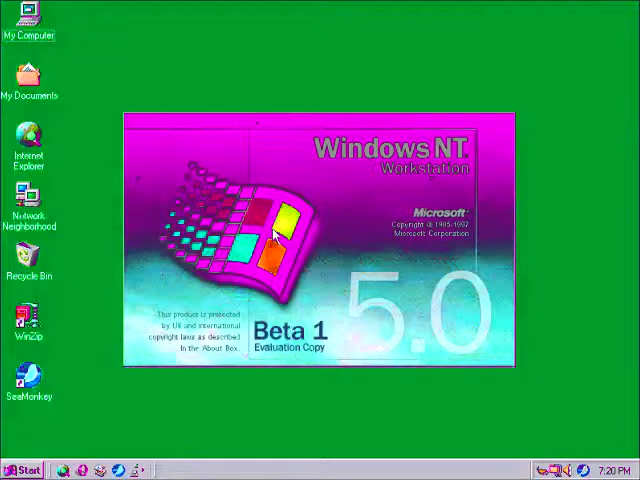 My Computer
My Documents
Internet
Explorer
Network
Neighborhood
Recycle Bin
WinZip
SeaMonkey
Windows NT
Workstation
Microsoft
Copyright © 1985-1997
Microsoft Corporation
This product is protected
by US and international
copyright laws as described
in the About Box.
Beta 1
Evaluation Copy
5.0
Start
7:20 PM